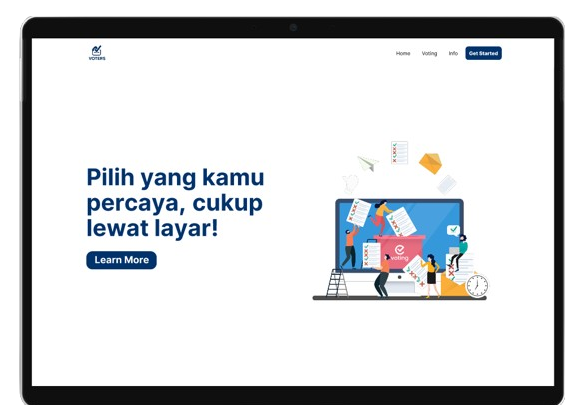 VOTERS
Home Voting Info Get Started
Pilih yang kamu
percaya, cukup
lewat layar!
Learn More
voting